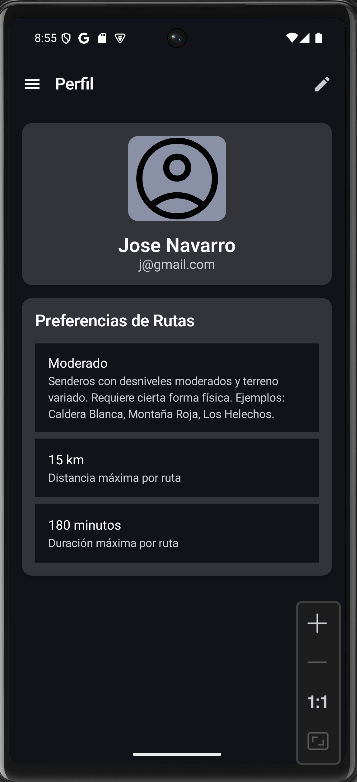 8:55
Perfil
Jose Navarro
j@gmail.com
Preferencias de Rutas
Moderado
Senderos con desniveles moderados y terreno
variado. Requiere cierta forma física. Ejemplos:
Caldera Blanca, Montaña Roja, Los Helechos.
15 km
Distancia máxima por ruta
180 minutos
Duración máxima por ruta
1:1